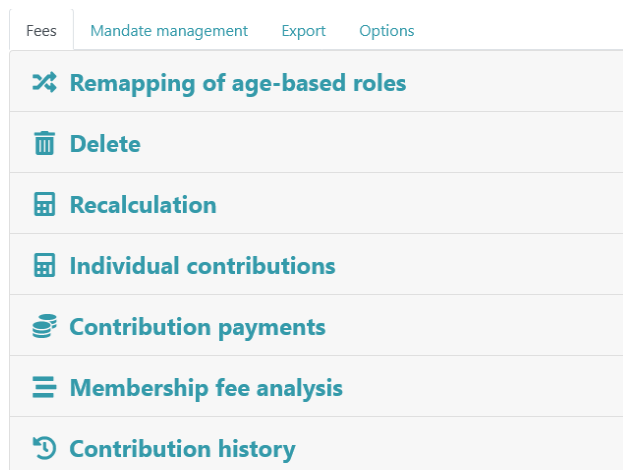 Fees Mandate management Export Options
Remapping of age-based roles
Delete
Recalculation
Individual contributions
Contribution payments
Membership fee analysis
Contribution history